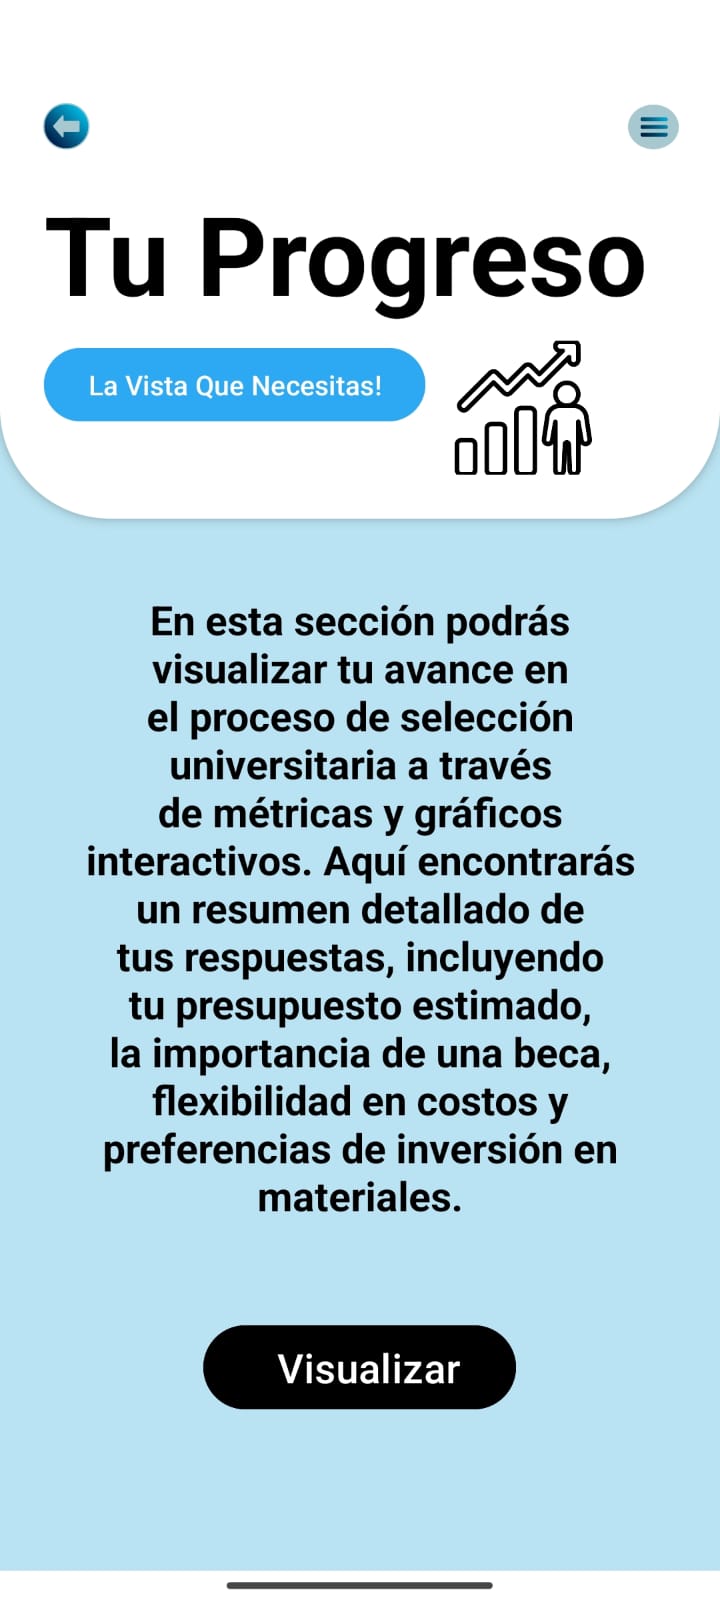 Tu Progreso
La Vista Que Necesitas!
En esta sección podrás
visualizar tu avance en
el proceso de selección
universitaria a través
de métricas y gráficos
interactivos. Aquí encontrarás
un resumen detallado de
tus respuestas, incluyendo
tu presupuesto estimado,
la importancia de una beca,
flexibilidad en costos y
preferencias de inversión en
materiales.
Visualizar